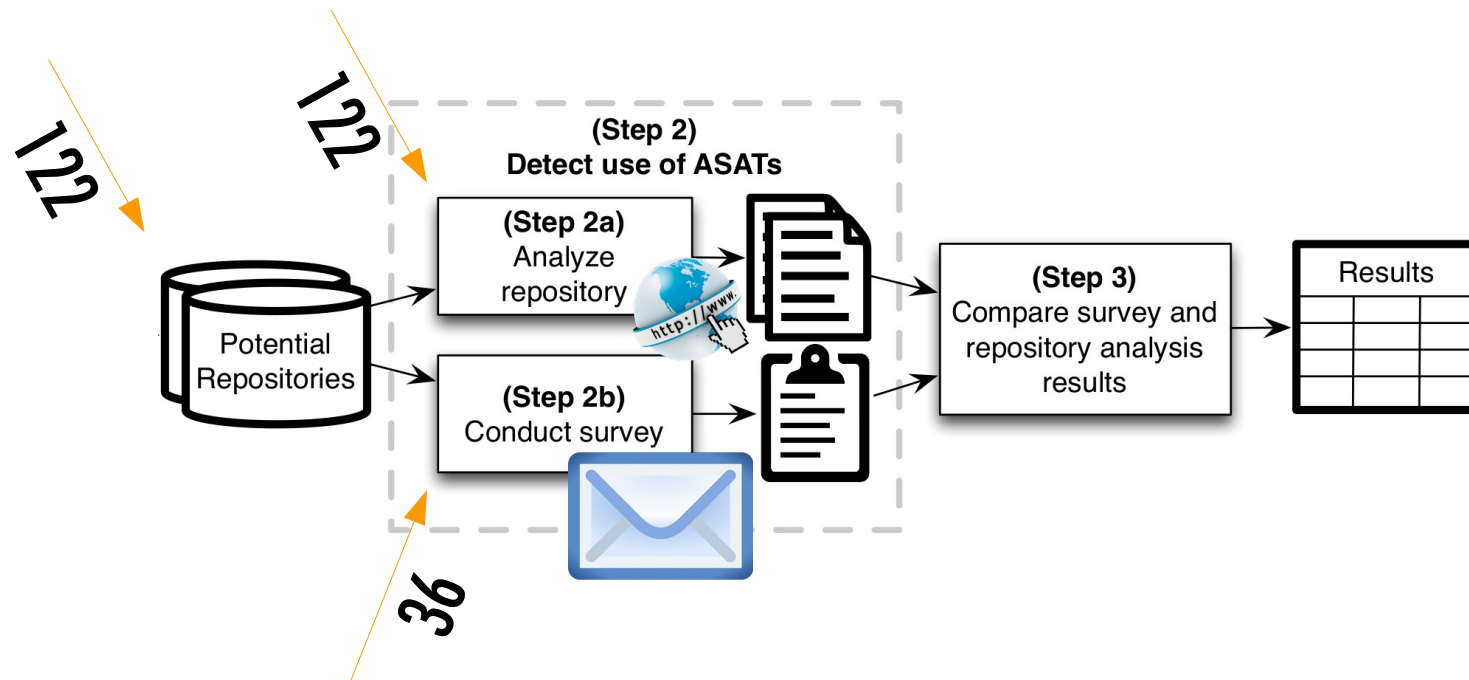 122
122
(Step 2)
Detect use of ASATs
(Step 2a)
Analyze
repository
http://www.
Potential
Repositories
(Step 2b)
Conduct survey
36
(Step 3)
Compare survey and
repository analysis
results
Results